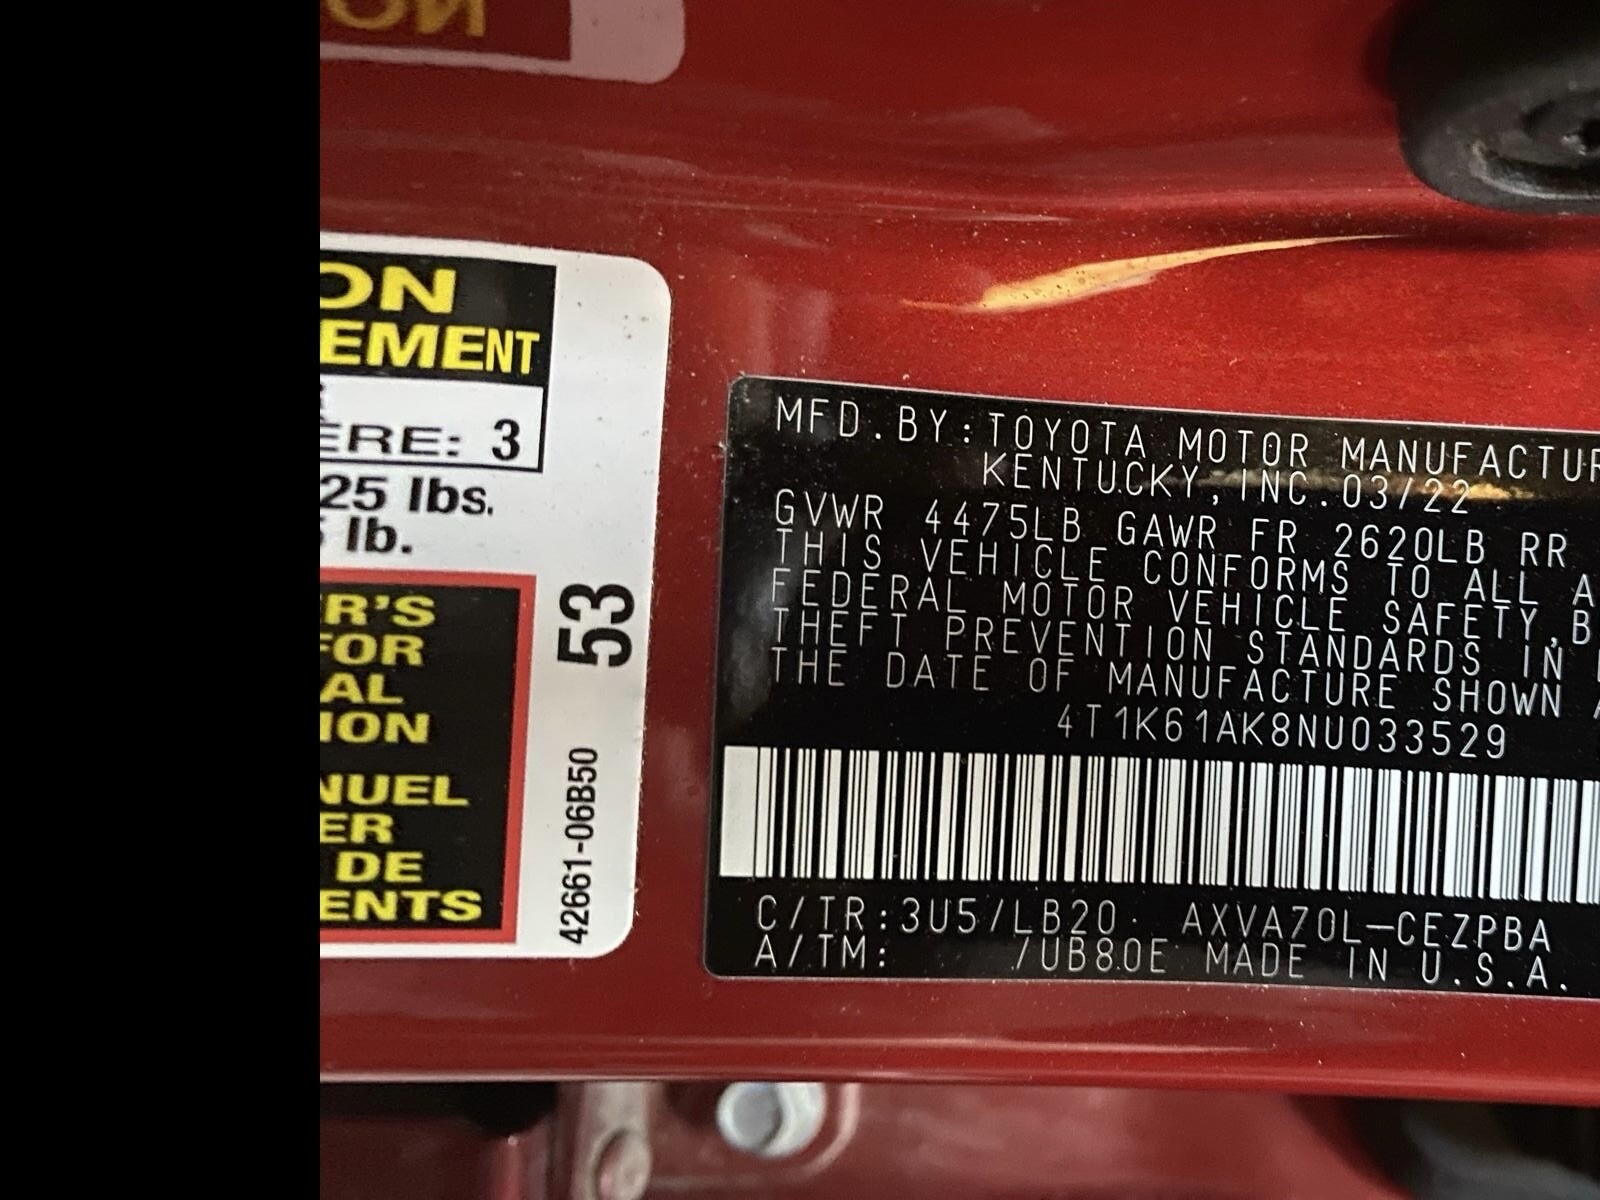 ON
ON
EMENT
ERE: 3
25 lbs.
lb.
R'S
FOR
AL
ION
NUEL
ER
DE
ENTS
53
42661-06B50
MFD.BY:TOYOTA MOTOR MANUFACTUR
KENTUCKY,INC.03/22
GVWR 4475LB GAWR FR 2620LB RR
THIS VEHICLE CONFORMS TO ALL A
FEDERAL MOTOR VEHICLE SAFETY,B
THEFT PREVENTION STANDARDS IN
THE DATE OF MANUFACTURE SHOWN
4T1K61AK8NU033529
C/TR:3U5/LB20 AXVA70L-CEZPBA
A/TM: /UB80E MADE IN U.S.A.